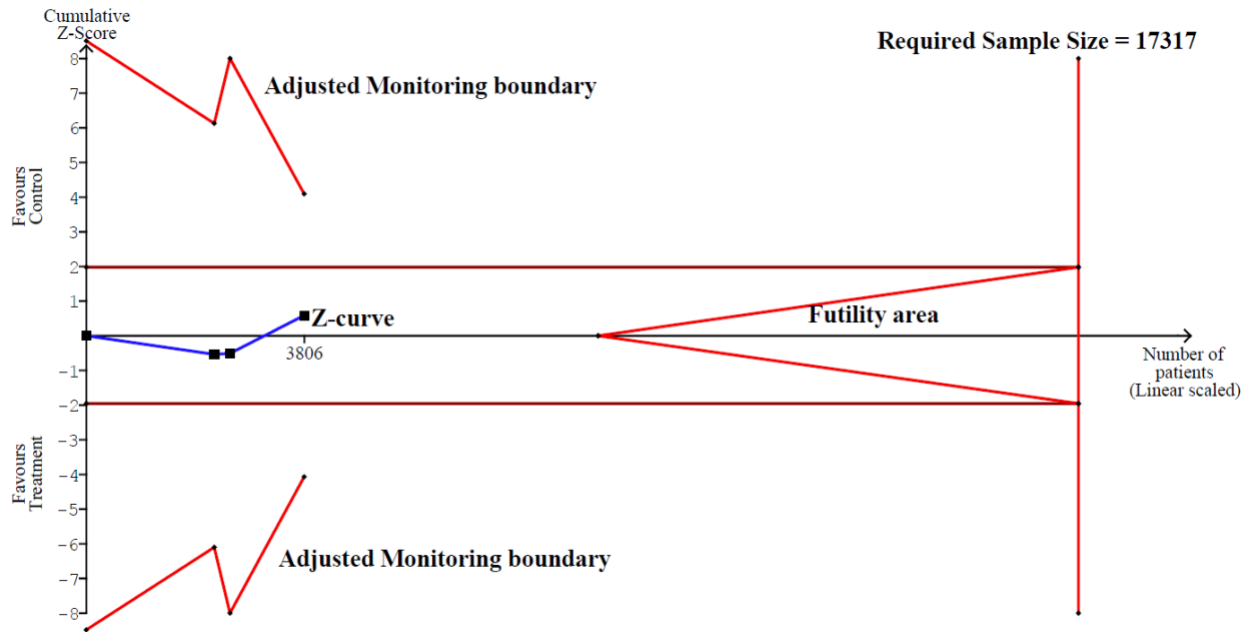 Cumulative
Z-Score
Required Sample Size = 17317
8
Adjusted Monitoring boundary
7
6
5
Favours
Control
4
3
2
1
Z-curve
Futility area
3806
Number of
patients
(Linear scaled)
-1
-2
-3
Favours
Treatment
-4
-5
-6
Adjusted Monitoring boundary
-7
-8